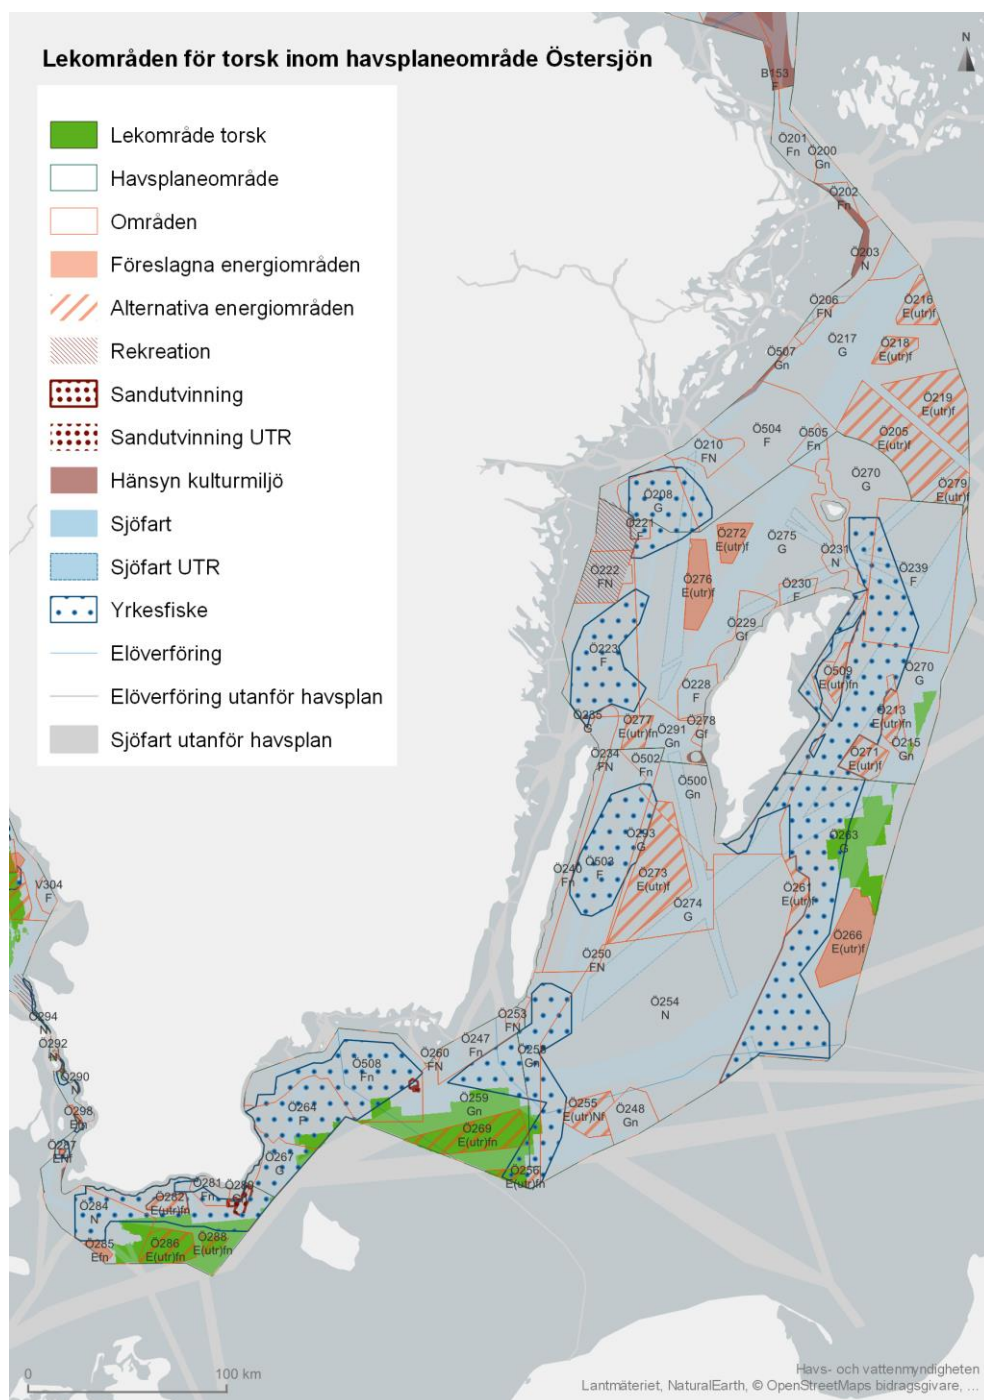 Lekområden för torsk inom havsplaneområde Östersjön
N
Lekområde torsk
Havsplaneområde
Områden
Föreslagna energiområden
Alternativa energiområden
Rekreation
Sandutvinning
Sandutvinning UTR
Hänsyn kulturmiljö
Sjöfart
Sjöfart UTR
Yrkesfiske
Elöverföring
Elöverföring utanför havsplan
Sjöfart utanför havsplan
B153
F
Ö201
Fn
Ö200
Gn
Ö202
Fn
Ö203
N
Ö206
FN
Ö216
E(utr)f
Ö217
G
Ö218
E(utr)f
Ö507
Gn
Ö219
E(utr)f
Ö205
E(utr)f
Ö504
F
Ö505
Fn
Ö210
FN
Ö270
G
Ö279
E(utr)f
Ö208
G
Ö221
F
Ö272
E(utr)f
Ö275
G
Ö231
N
Ö239
F
Ö222
FN
Ö276
E(utr)f
Ö230
F
Ö229
Gf
Ö223
F
Ö228
F
Ö509
E(utr)fn
Ö270
G
Ö213
E(utr)fn
Ö235
G
Ö277
E(utr)fn
Ö291
Gn
Ö278
Gf
Ö215
Gn
Ö271
E(utr)f
Ö234
FN
Ö502
Fn
Ö500
Gn
Ö293
G
Ö503
F
Ö263
G
Ö240
Fn
Ö273
E(utr)f
Ö261
E(utr)f
Ö274
G
Ö266
E(utr)f
V304
F
Ö250
FN
Ö254
N
Ö294
N
Ö253
FN
Ö292
N
Ö247
Fn
Ö260
FN
Ö258
Gn
Ö508
Fn
Ö290
N
Ö259
Gn
Ö255
E(utr)Nf
Ö248
Gn
Ö298
Ö264
F
Ö269
E(utr)fn
Ö287
Ö267
G
Ö256
E(utr)fn
Ö281
Fn
Ö282
E(utr)fn
Ö284
N
Ö285
Efn
Ö286
E(utr)fn
Ö288
E(utr)fn
0
100 km
Havs- och vattenmyndigheten
Lantmäteriet, NaturalEarth, © OpenStreetMaps bidragsgivare, ...